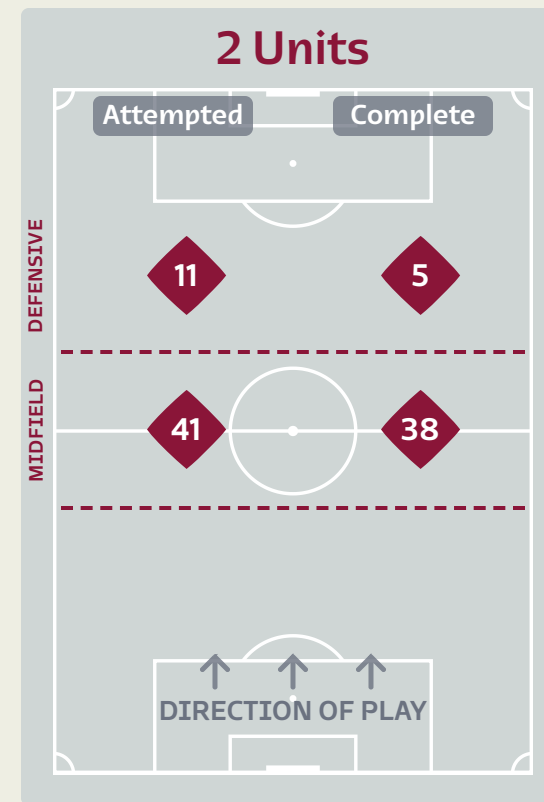 2 Units
Attempted
Complete
DEFENSIVE
11
5
MIDFIELD
41
38
DIRECTION OF PLAY